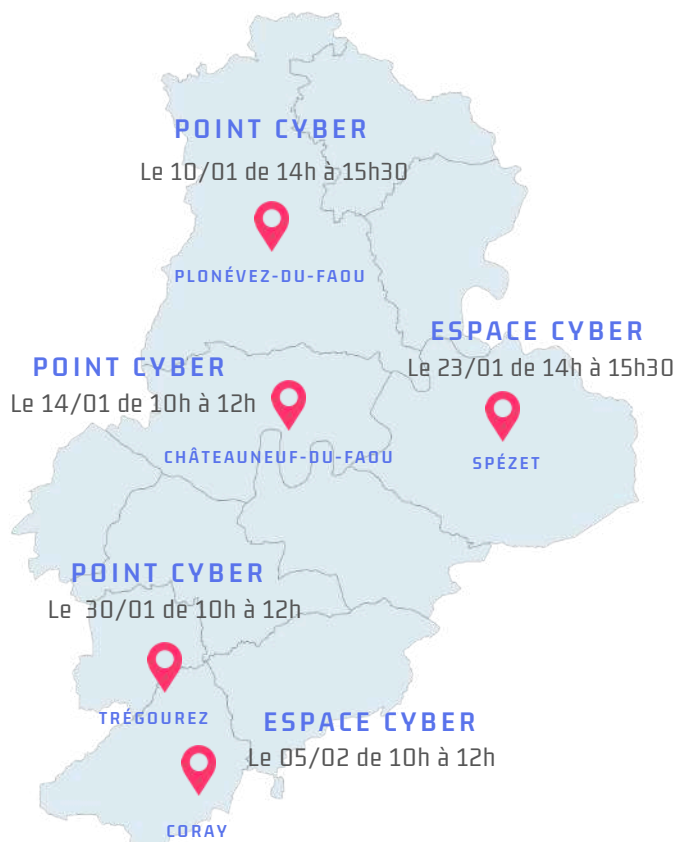 POINT CYBER
Le 10/01 de 14h à 15h30
PLONÉVEZ-DU-FAOU
ESPACE CYBER
Le 23/01 de 14h à 15h30
SPÉZET
POINT CYBER
Le 14/01 de 10h à 12h
CHÂTEAUNEUF-DU-FAOU
POINT CYBER
Le 30/01 de 10h à 12h
TRÉGOUREZ
ESPACE CYBER
Le 05/02 de 10h à 12h
CORAY